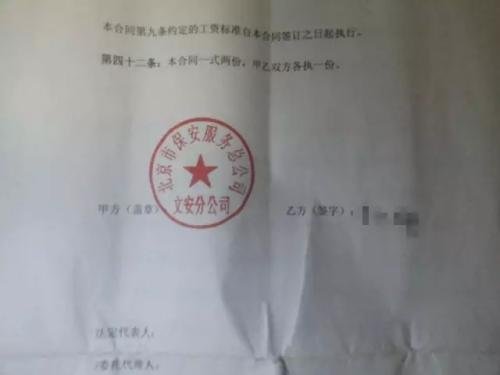 本合同第九条约定的工资标准自本合同签订之日起执行。
第四十二条：本合同一式两份，甲乙双方各执一份。
北京市保安服务总公司
文安分公司
甲方（盖章）
乙方（签字）：
法定代表人：
委托代理人：